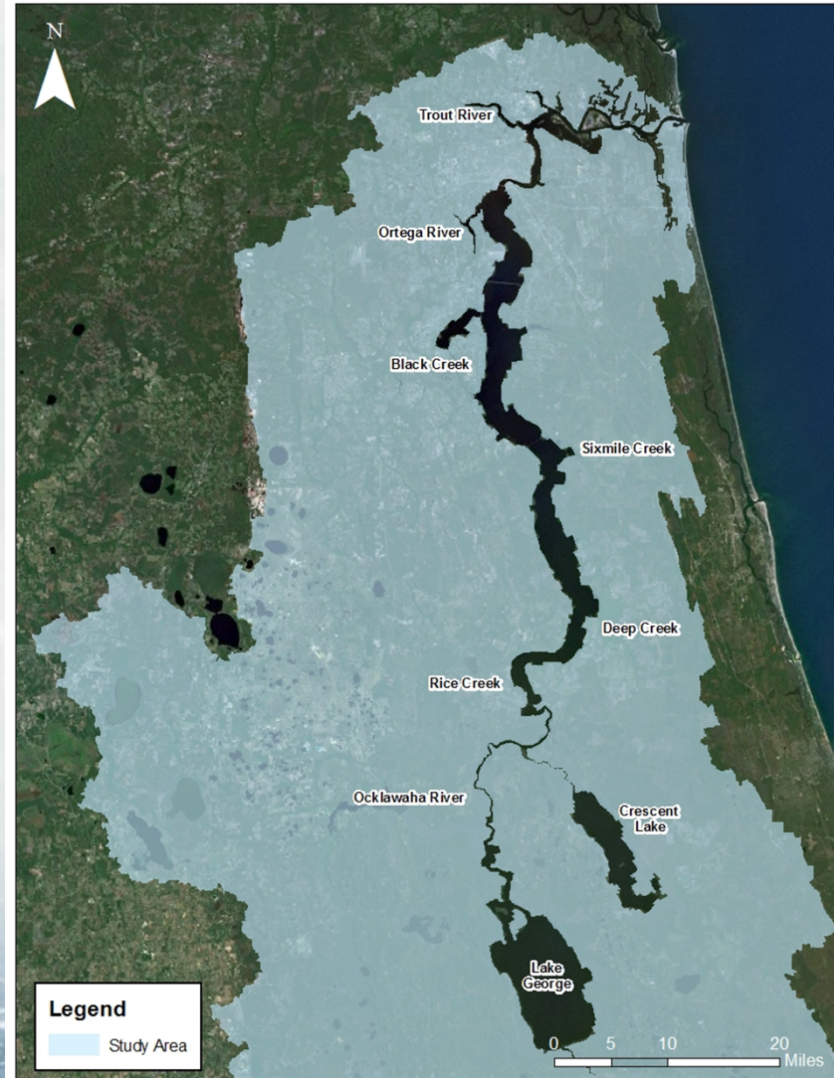 N
Trout River
Ortega River
Black Creek
Sixmile Creek
Deep Creek
Rice Creek
Ocklawaha River
Crescent
Lake
Lake
George
Legend
Study Area
0 5 10 20
Miles